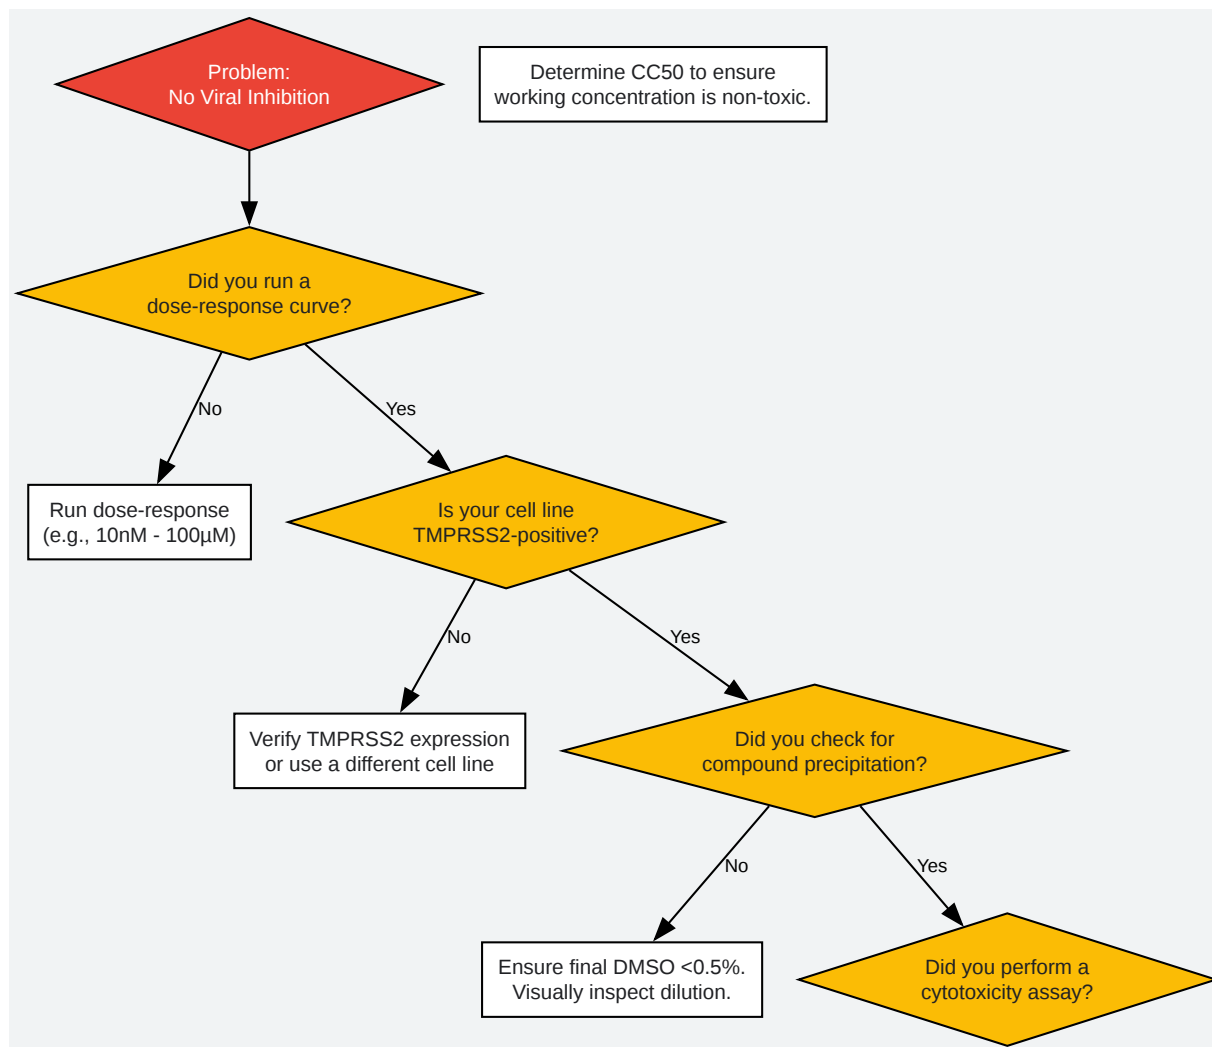 Problem:
No Viral Inhibition
Determine CC50 to ensure
working concentration is non-toxic.
Did you run a
dose-response curve?
No
Yes
Run dose-response
(e.g., 10nM - 100µM)
Is your cell line
TMPRSS2-positive?
No
Yes
Verify TMPRSS2 expression
or use a different cell line
Did you check for
compound precipitation?
No
Yes
Ensure final DMSO <0.5%.
Visually inspect dilution.
Did you perform a
cytotoxicity assay?